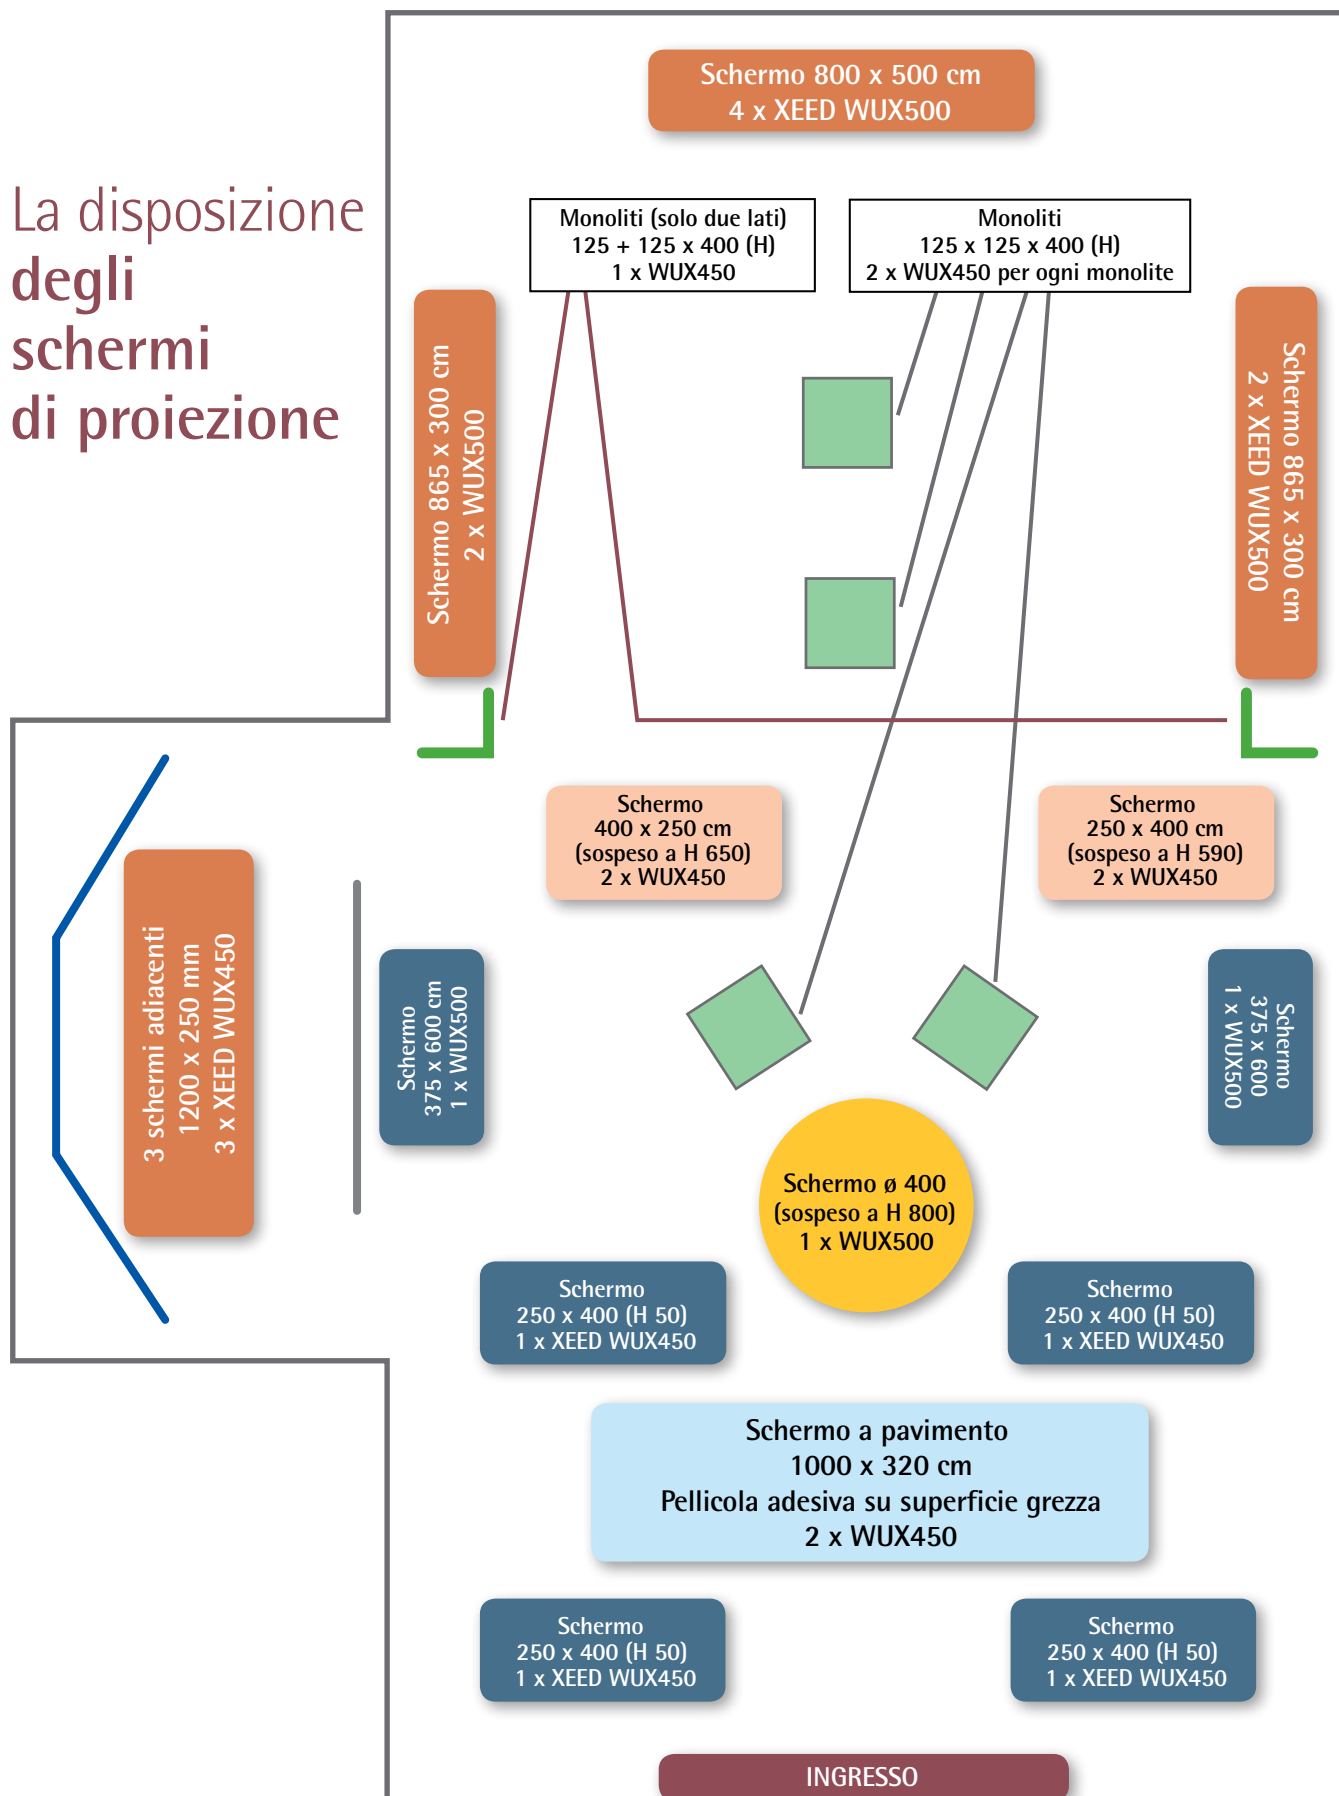 La disposizione
degli
schermi
di proiezione
Schermo 800 x 500 cm
4 x XEED WUX500
Monoliti (solo due lati)
125 + 125 x 400 (H)
1 x WUX450
Monoliti
125 x 125 x 400 (H)
2 x WUX450 per ogni monolite
Schermo 865 x 300 cm
2 x WUX500
Schermo 865 x 300 cm
2 x XEED WUX500
Schermo
400 x 250 cm
(sospeso a H 650)
2 x WUX450
Schermo
250 x 400 cm
(sospeso a H 590)
2 x WUX450
3 schermi adiacenti
1200 x 250 mm
3 x XEED WUX450
Schermo
375 x 600 cm
1 x WUX500
Schermo
375 x 600
1 x WUX500
Schermo ø 400
(sospeso a H 800)
1 x WUX500
Schermo
250 x 400 (H 50)
1 x XEED WUX450
Schermo
250 x 400 (H 50)
1 x XEED WUX450
Schermo a pavimento
1000 x 320 cm
Pellicola adesiva su superficie grezza
2 x WUX450
Schermo
250 x 400 (H 50)
1 x XEED WUX450
Schermo
250 x 400 (H 50)
1 x XEED WUX450
INGRESSO